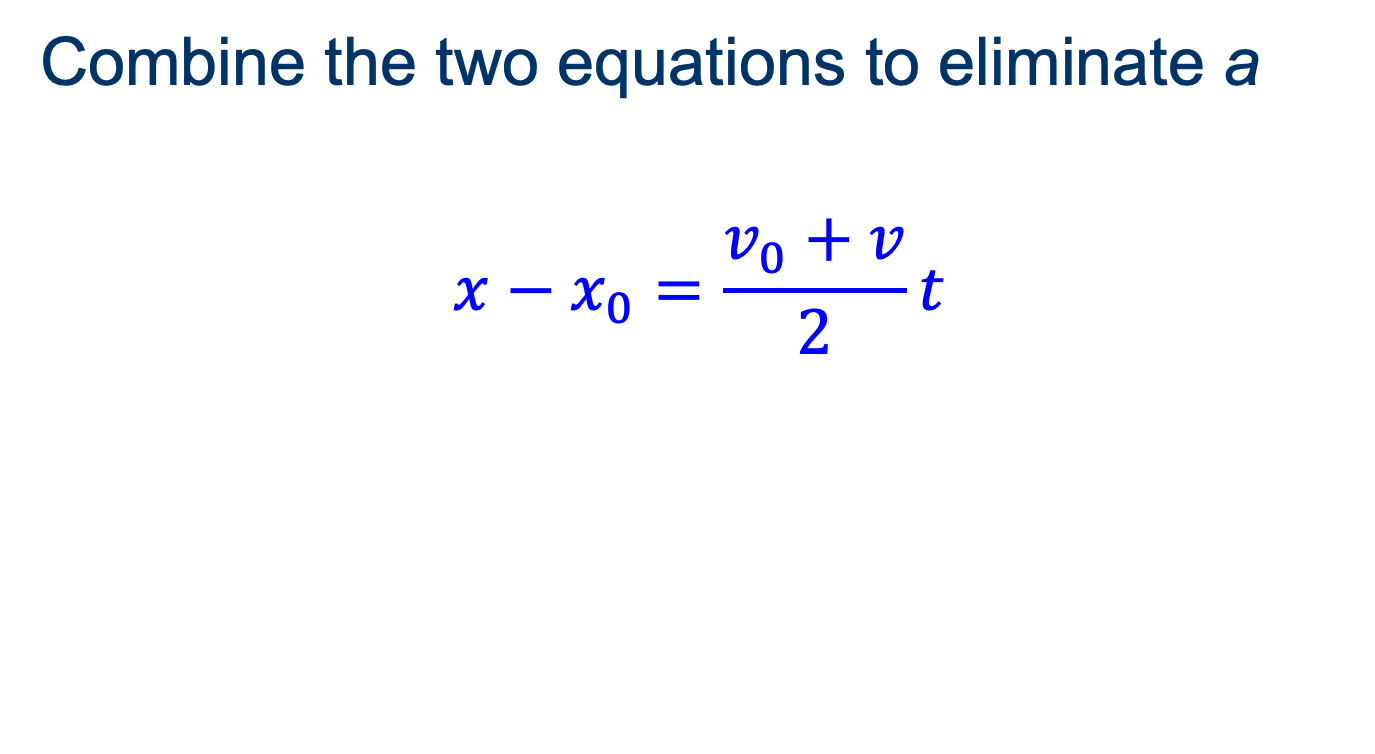 Combine the two equations to eliminate a
x − x₀ = (v₀ + v)/2 t